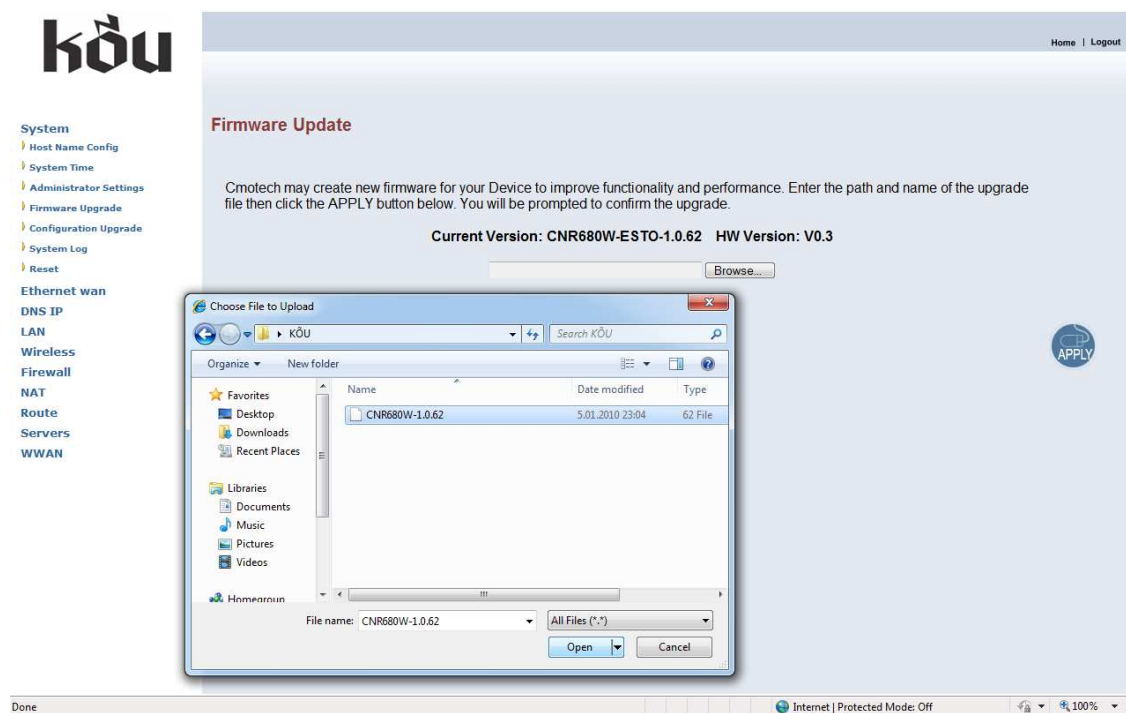 kõu
Home | Logout
System
Host Name Config
System Time
Administrator Settings
Firmware Upgrade
Configuration Upgrade
System Log
Reset
Ethernet wan
DNS IP
LAN
Wireless
Firewall
NAT
Route
Servers
WWAN
Firmware Update
Cmotech may create new firmware for your Device to improve functionality and performance. Enter the path and name of the upgrade
file then click the APPLY button below. You will be prompted to confirm the upgrade.
Current Version: CNR680W-ESTO-1.0.62 HW Version: V0.3
Browse...
APPLY
Choose File to Upload
KÕU
Search KÕU
Organize New folder
Favorites
Desktop
Downloads
Recent Places
Libraries
Documents
Music
Pictures
Videos
Homegroup
Name Date modified Type
CNR680W-1.0.62 5.01.2010 23:04 62 File
File name: CNR680W-1.0.62 All Files (*.*)
Open Cancel
Done Internet | Protected Mode: Off 100%